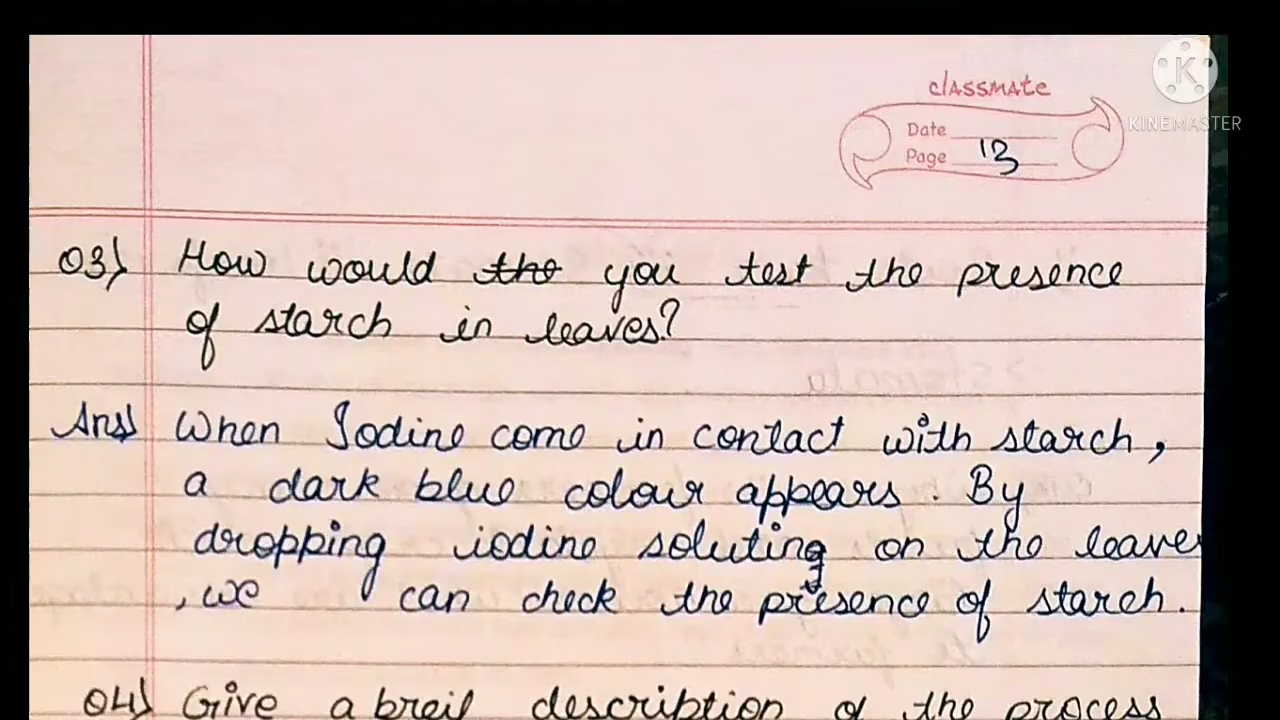 classmate
Date
Page 13
KINEMASTER
Q3) How would the you test the presence
of starch in leaves?
Ans) When Iodine come in contact with starch,
a dark blue colour appears. By
dropping iodine soluting on the leaves
, we can check the presence of starch.
Q4) Give a breif description of the process